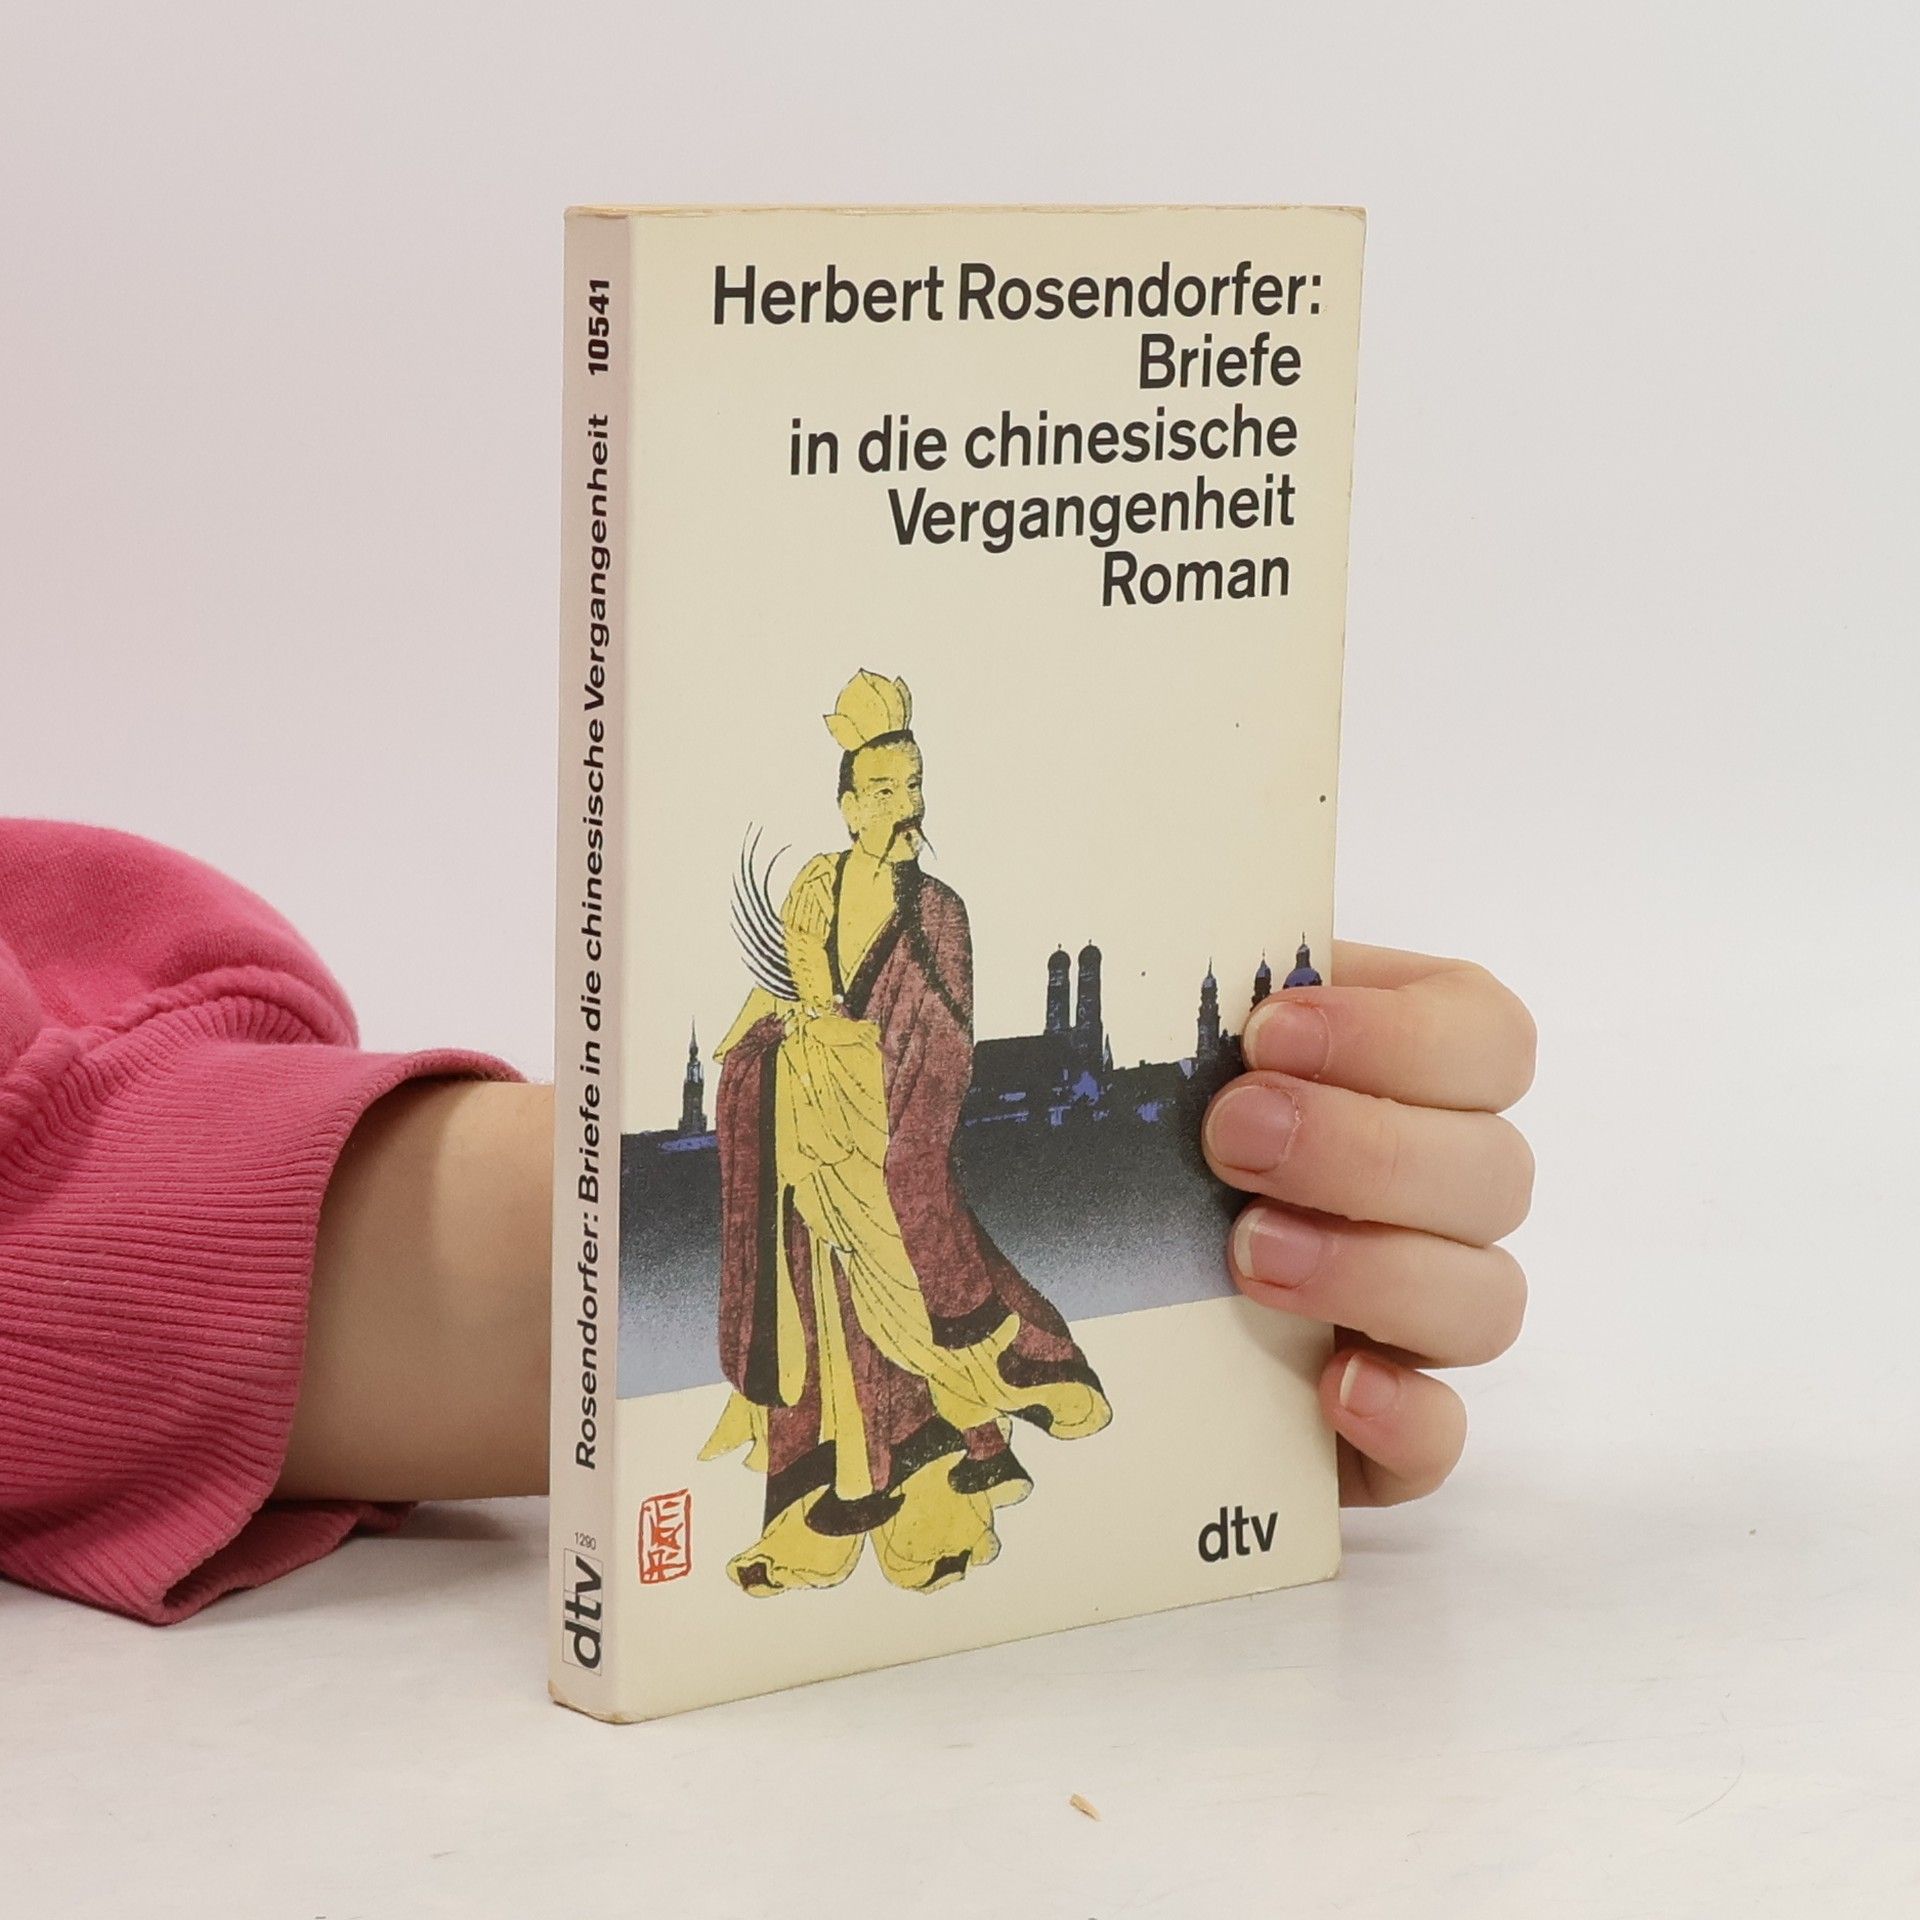 Herbert Rosendorfer:
Briefe
in die chinesische
Vergangenheit
Roman
dtv
Rosendorfer: Briefe in die chinesische Vergangenheit 10541
1290
dtv